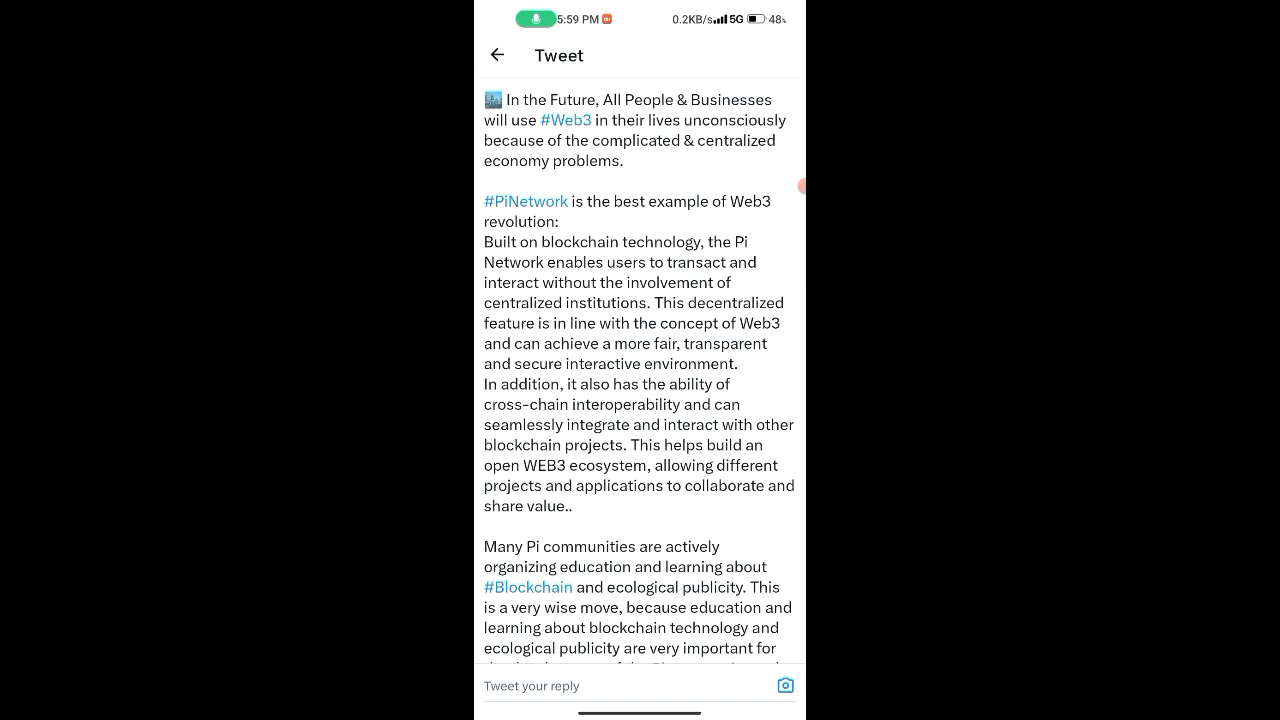 5:59 PM 0.2KB/s 5G 48%
Tweet
In the Future, All People & Businesses
will use #Web3 in their lives unconsciously
because of the complicated & centralized
economy problems.
#PiNetwork is the best example of Web3
revolution:
Built on blockchain technology, the Pi
Network enables users to transact and
interact without the involvement of
centralized institutions. This decentralized
feature is in line with the concept of Web3
and can achieve a more fair, transparent
and secure interactive environment.
In addition, it also has the ability of
cross-chain interoperability and can
seamlessly integrate and interact with other
blockchain projects. This helps build an
open WEB3 ecosystem, allowing different
projects and applications to collaborate and
share value..
Many Pi communities are actively
organizing education and learning about
#Blockchain and ecological publicity. This
is a very wise move, because education and
learning about blockchain technology and
ecological publicity are very important for
Tweet your reply